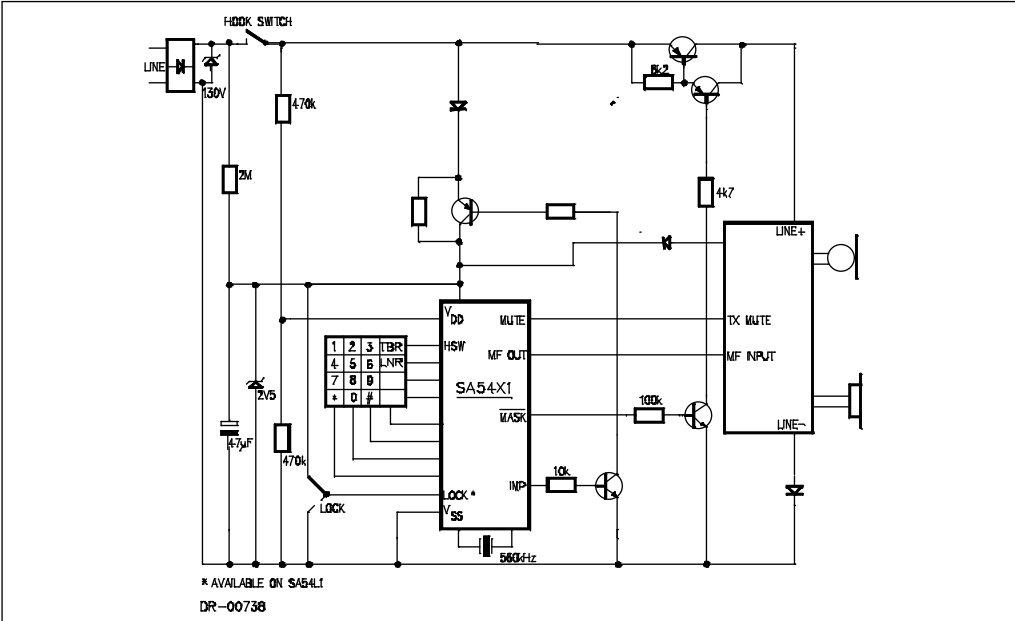 HOOK SWITCH
LINE
130V
470k
2M
6k2
4k7
LINE+
VDD
MUTE
TX MUTE
1 2 3 TBR
HSW
4 5 6 LNR
MF OUT
MF INPUT
7 8 9
SA54X1
* 0 #
2V5
MASK
100k
LINE-
47µF
470k
10k
INP
LOCK *
LOCK
VSS
560kHz
* AVAILABLE ON SA54L1
DR-00738